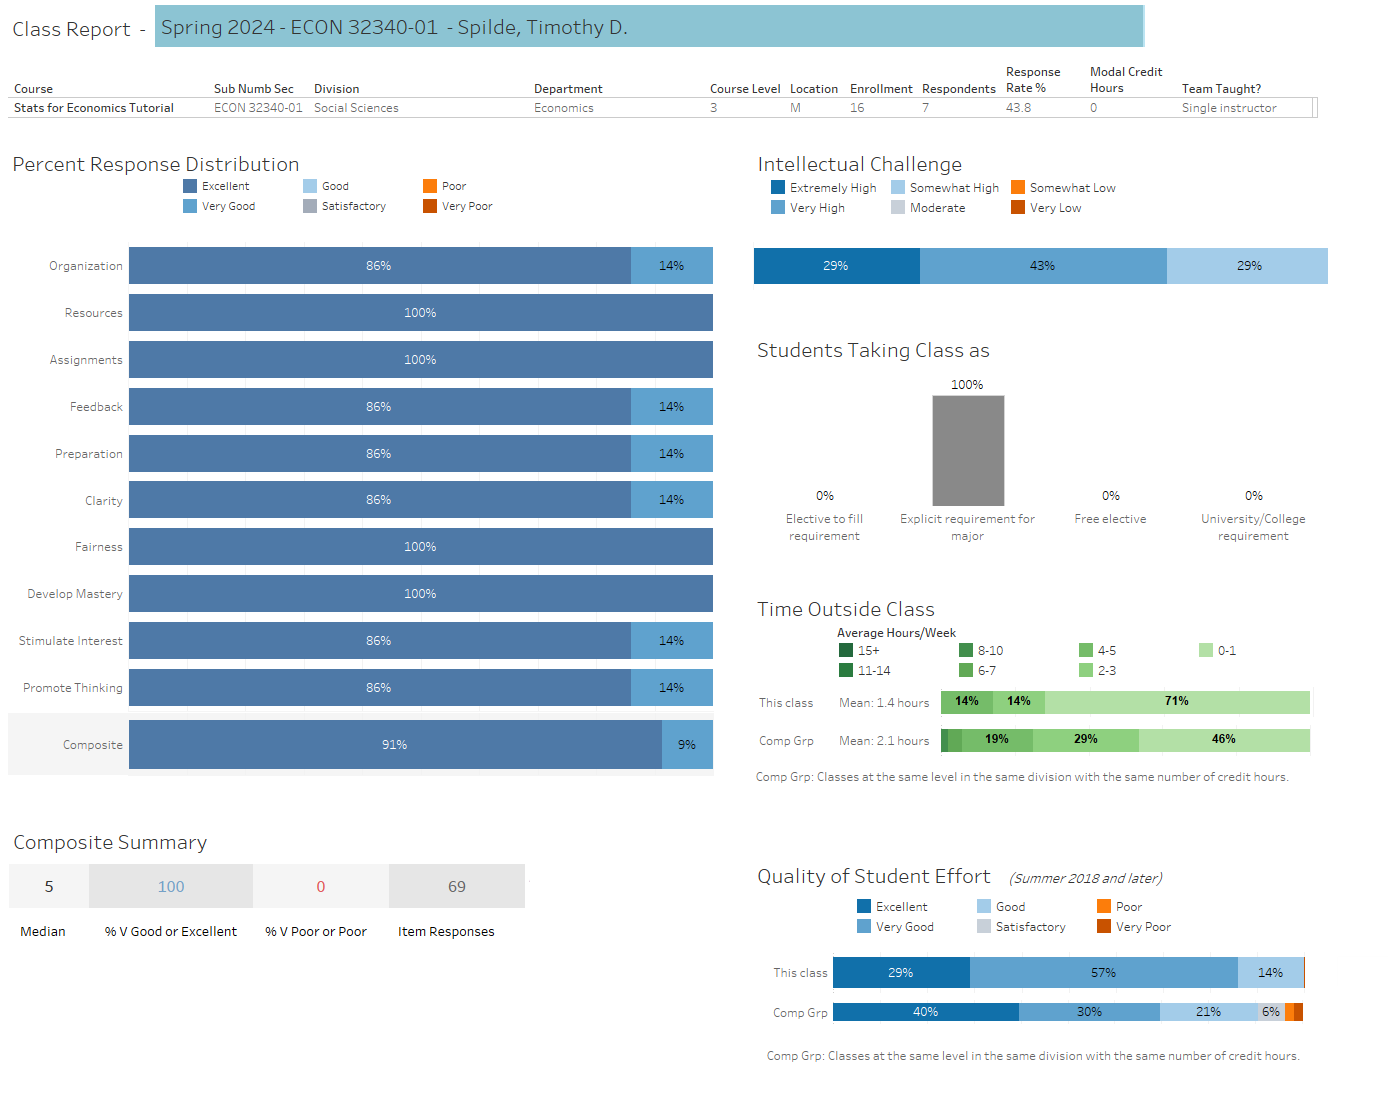 Class Report - Spring 2024 - ECON 32340-01 - Spilde, Timothy D.
Course Sub Numb Sec Division Department Course Level Location Enrollment Respondents Response Rate % Modal Credit Hours Team Taught?
Stats for Economics Tutorial ECON 32340-01 Social Sciences Economics 3 M 16 7 43.8 0 Single instructor
Percent Response Distribution
Excellent Good Poor
Very Good Satisfactory Very Poor
Organization 86% 14%
Resources 100%
Assignments 100%
Feedback 86% 14%
Preparation 86% 14%
Clarity 86% 14%
Fairness 100%
Develop Mastery 100%
Stimulate Interest 86% 14%
Promote Thinking 86% 14%
Composite 91% 9%
Composite Summary
5 100 0 69
Median % V Good or Excellent % V Poor or Poor Item Responses
Intellectual Challenge
Extremely High Somewhat High Somewhat Low
Very High Moderate Very Low
29% 43% 29%
Students Taking Class as
100%
0% 0% 0%
Elective to fill requirement Explicit requirement for major Free elective University/College requirement
Time Outside Class
Average Hours/Week
15+ 8-10 4-5 0-1
11-14 6-7 2-3
This class Mean: 1.4 hours 14% 14% 71%
Comp Grp Mean: 2.1 hours 19% 29% 46%
Comp Grp: Classes at the same level in the same division with the same number of credit hours.
Quality of Student Effort (Summer 2018 and later)
Excellent Good Poor
Very Good Satisfactory Very Poor
This class 29% 57% 14%
Comp Grp 40% 30% 21% 6%
Comp Grp: Classes at the same level in the same division with the same number of credit hours.